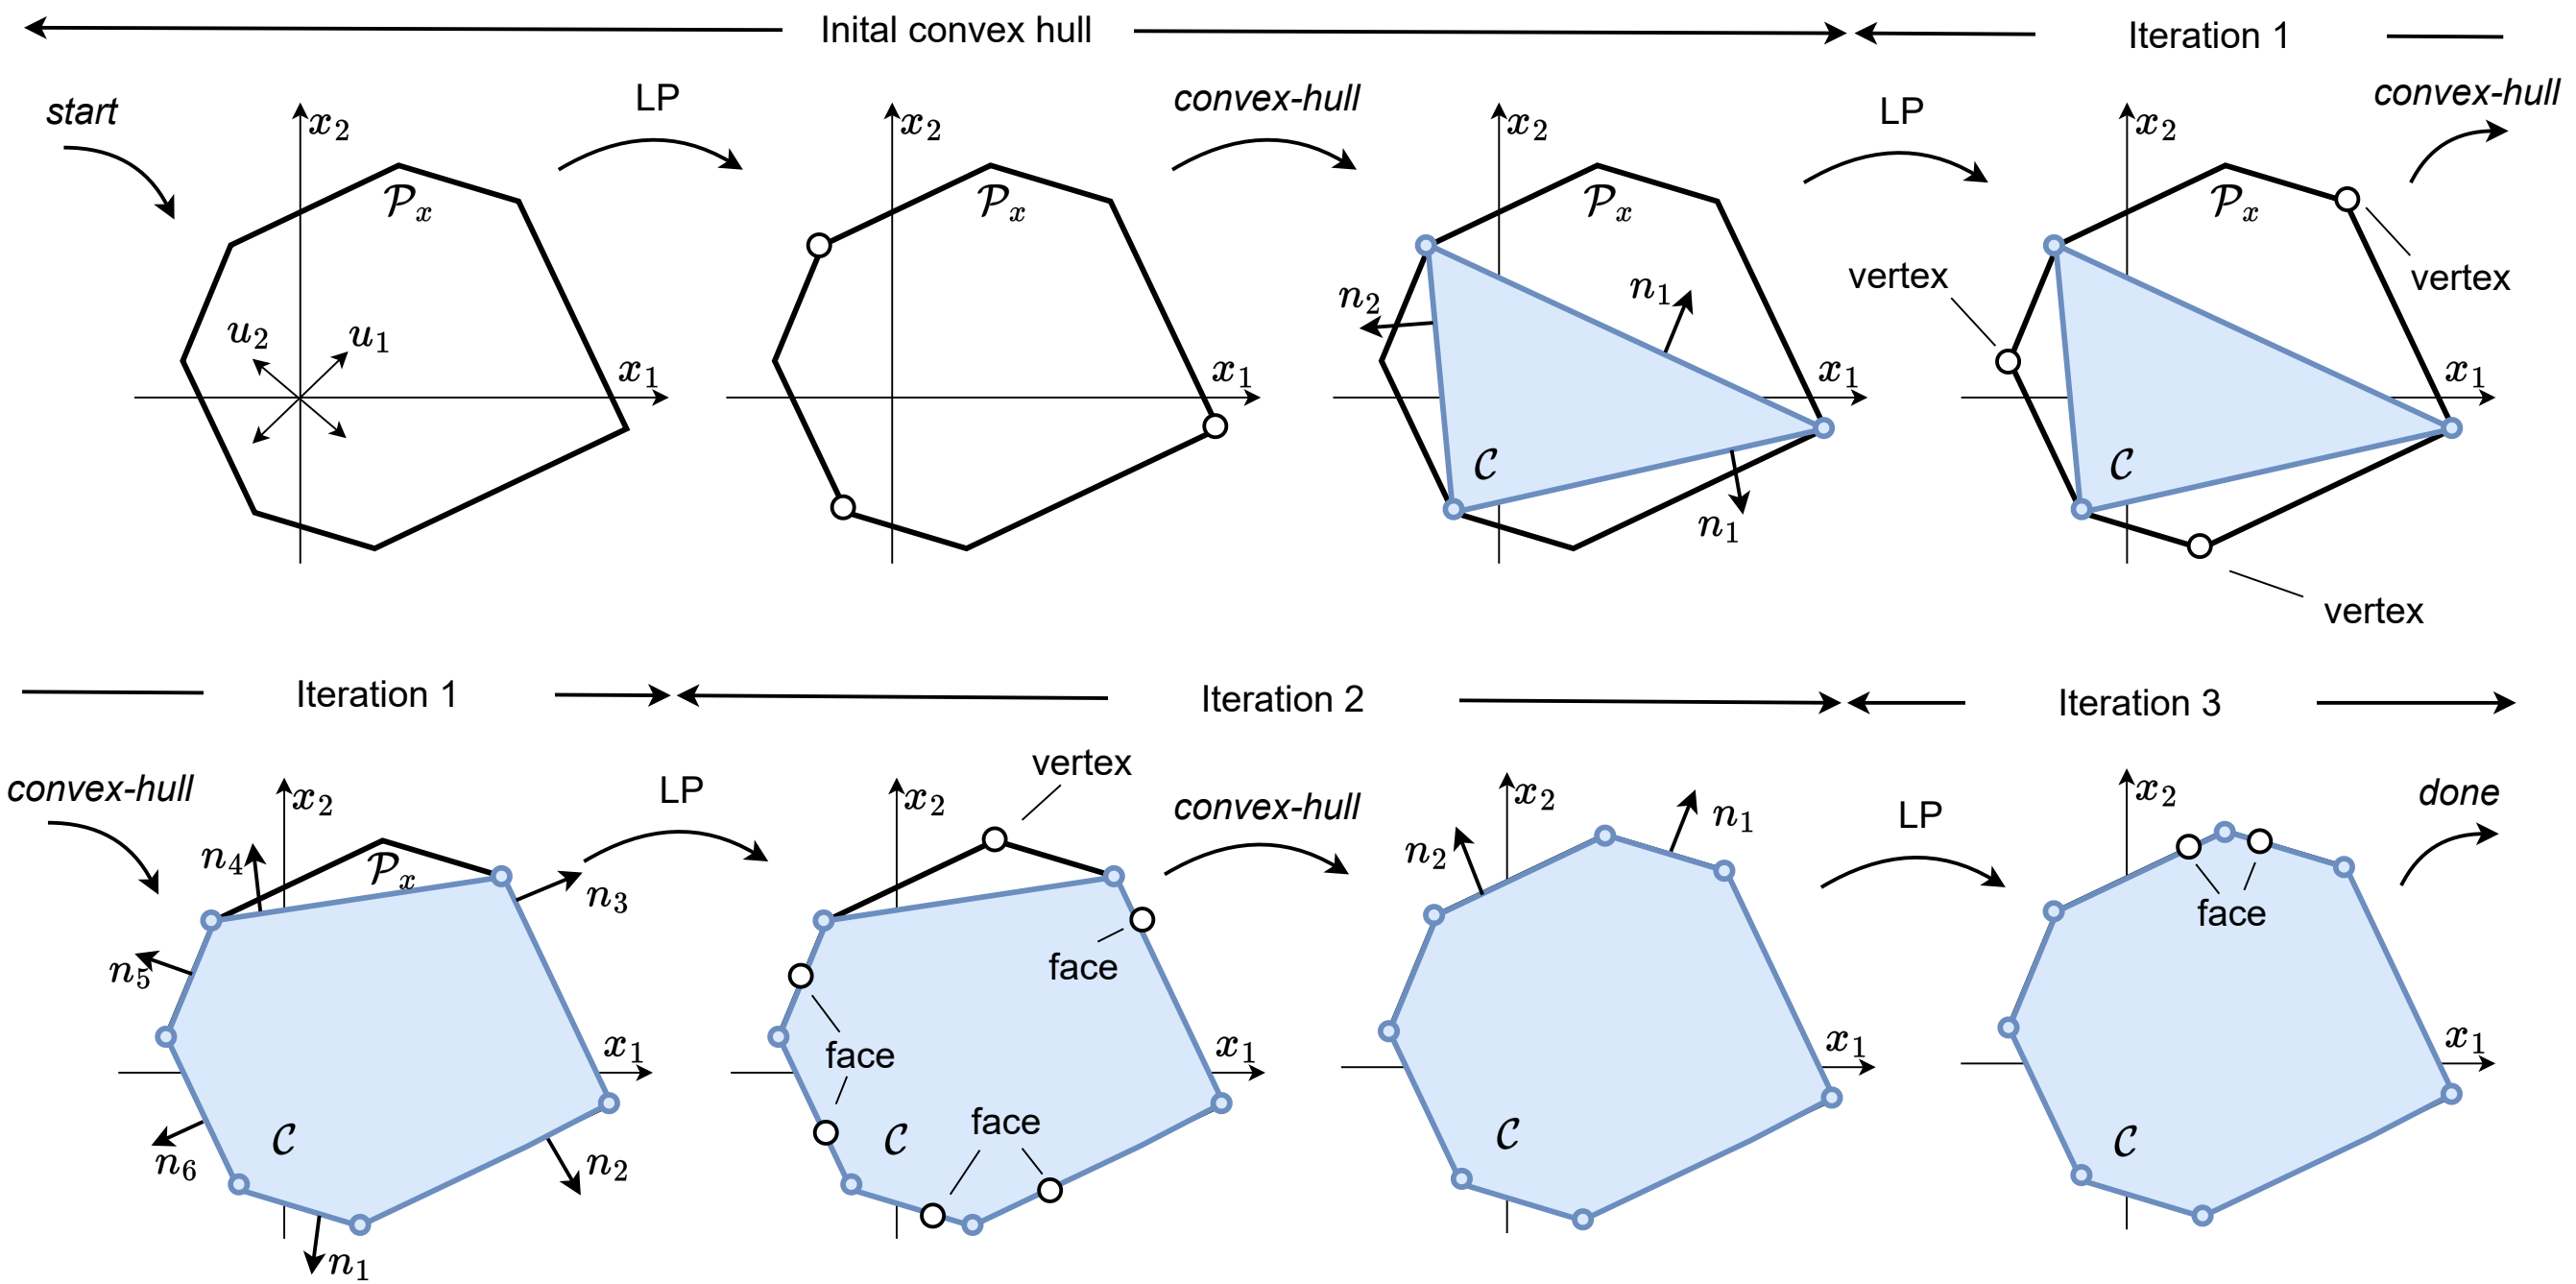 Inital convex hull
Iteration 1
start
LP
convex-hull
LP
convex-hull
x₂
𝒫ₓ
u₂
u₁
x₁
x₂
𝒫ₓ
x₁
x₂
𝒫ₓ
n₂
n₁
x₁
𝒞
n₁
x₂
𝒫ₓ
vertex
vertex
x₁
𝒞
vertex
Iteration 1
Iteration 2
Iteration 3
convex-hull
LP
convex-hull
LP
done
x₂
n₄
𝒫ₓ
n₃
n₅
x₁
𝒞
n₆
n₂
n₁
vertex
x₂
face
face
x₁
face
𝒞
x₂
n₁
n₂
x₁
𝒞
x₂
face
x₁
𝒞